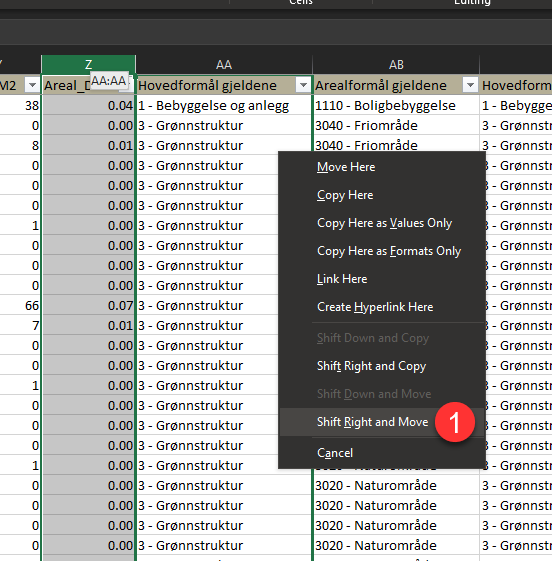 Cells Editing
Z AA AB
M2 Areal_D AA:AA Hovedformål gjeldene Arealformål gjeldene Hovedform
38 0.04 1 - Bebyggelse og anlegg 1110 - Boligbebyggelse 1 - Bebygge
0 0.00 3 - Grønnstruktur 3040 - Friområde 3 - Grønnstr
8 0.01 3 - Grønnstruktur 3040 - Friområde 3 - Grønnstr
0 0.00 3 - Grønnstruktur Move Here - Grønnstr
0 0.00 3 - Grønnstruktur Copy Here - Grønnstr
0 0.00 3 - Grønnstruktur Copy Here as Values Only - Grønnstr
1 0.00 3 - Grønnstruktur - Grønnstr
0 0.00 3 - Grønnstruktur Copy Here as Formats Only - Grønnstr
0 0.00 3 - Grønnstruktur Link Here - Grønnstr
0 0.00 3 - Grønnstruktur - Grønnstr
66 0.07 3 - Grønnstruktur Create Hyperlink Here - Grønnstr
7 0.01 3 - Grønnstruktur Shift Down and Copy - Grønnstr
0 0.00 3 - Grønnstruktur - Grønnstr
0 0.00 3 - Grønnstruktur Shift Right and Copy - Grønnstr
1 0.00 3 - Grønnstruktur Shift Down and Move - Grønnstr
0 0.00 3 - Grønnstruktur - Grønnstr
0 0.00 3 - Grønnstruktur Shift Right and Move 1 - Grønnstr
0 0.00 3 - Grønnstruktur Cancel - Grønnstr
1 0.00 3 - Grønnstruktur 3020 - Naturområde 3 - Grønnstr
0 0.00 3 - Grønnstruktur 3020 - Naturområde 3 - Grønnstr
0 0.00 3 - Grønnstruktur 3020 - Naturområde 3 - Grønnstr
0 0.00 3 - Grønnstruktur 3020 - Naturområde 3 - Grønnstr
0 0.00 3 - Grønnstruktur 3020 - Naturområde 3 - Grønnstr